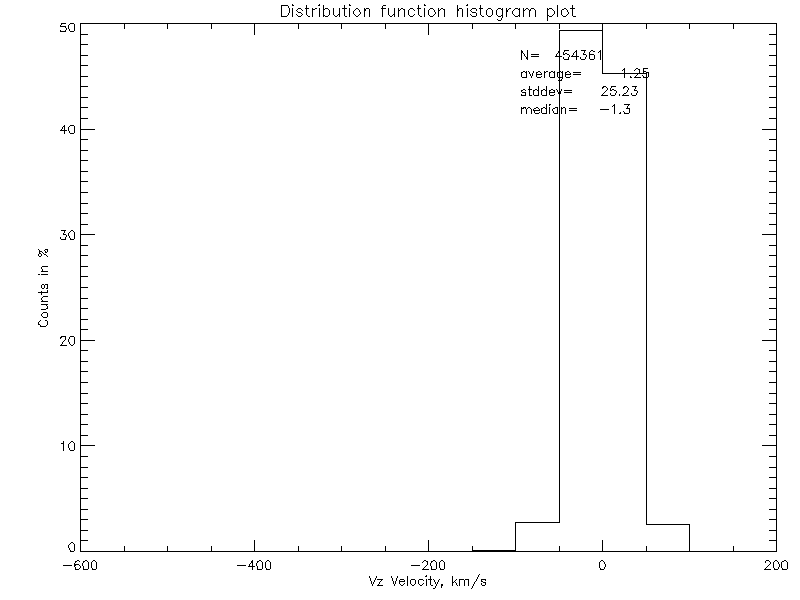 Distribution function histogram plot
50
N= 454361
average= 1.25
stddev= 25.23
median= -1.3
40
30
Counts in %
20
10
0
-600 -400 -200 0 200
Vz Velocity, km/s